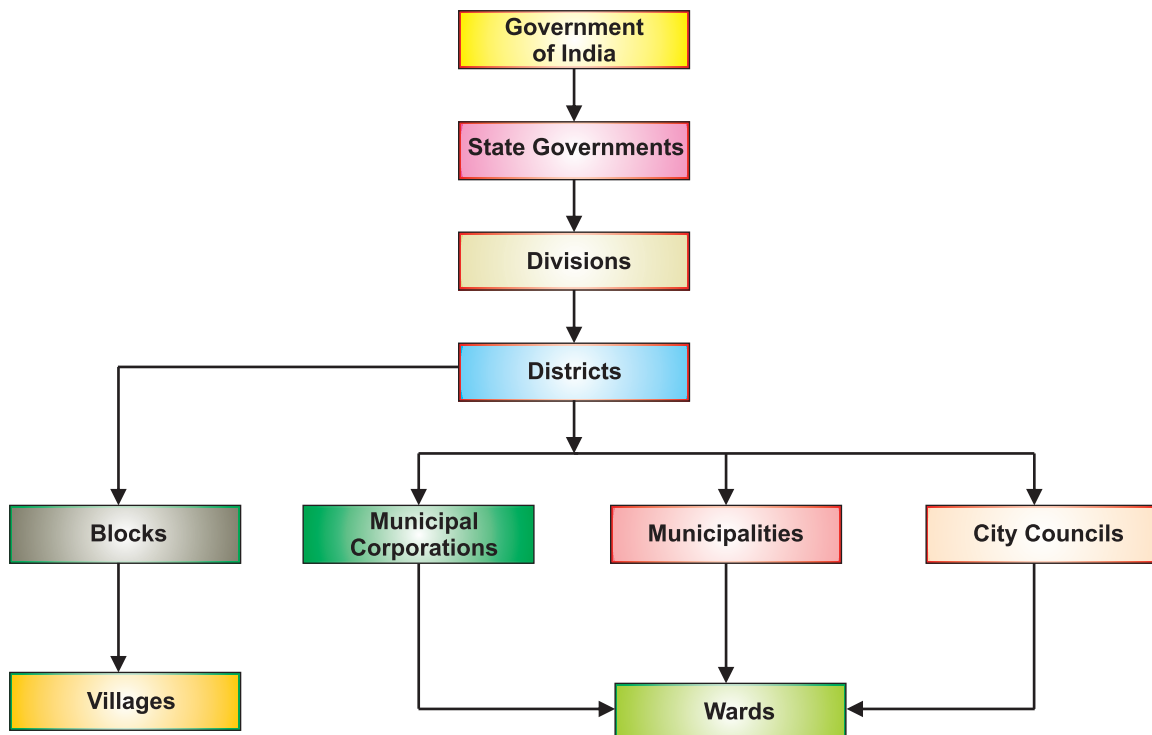 Government
of India
State Governments
Divisions
Districts
Blocks
Municipal
Corporations
Municipalities
City Councils
Villages
Wards